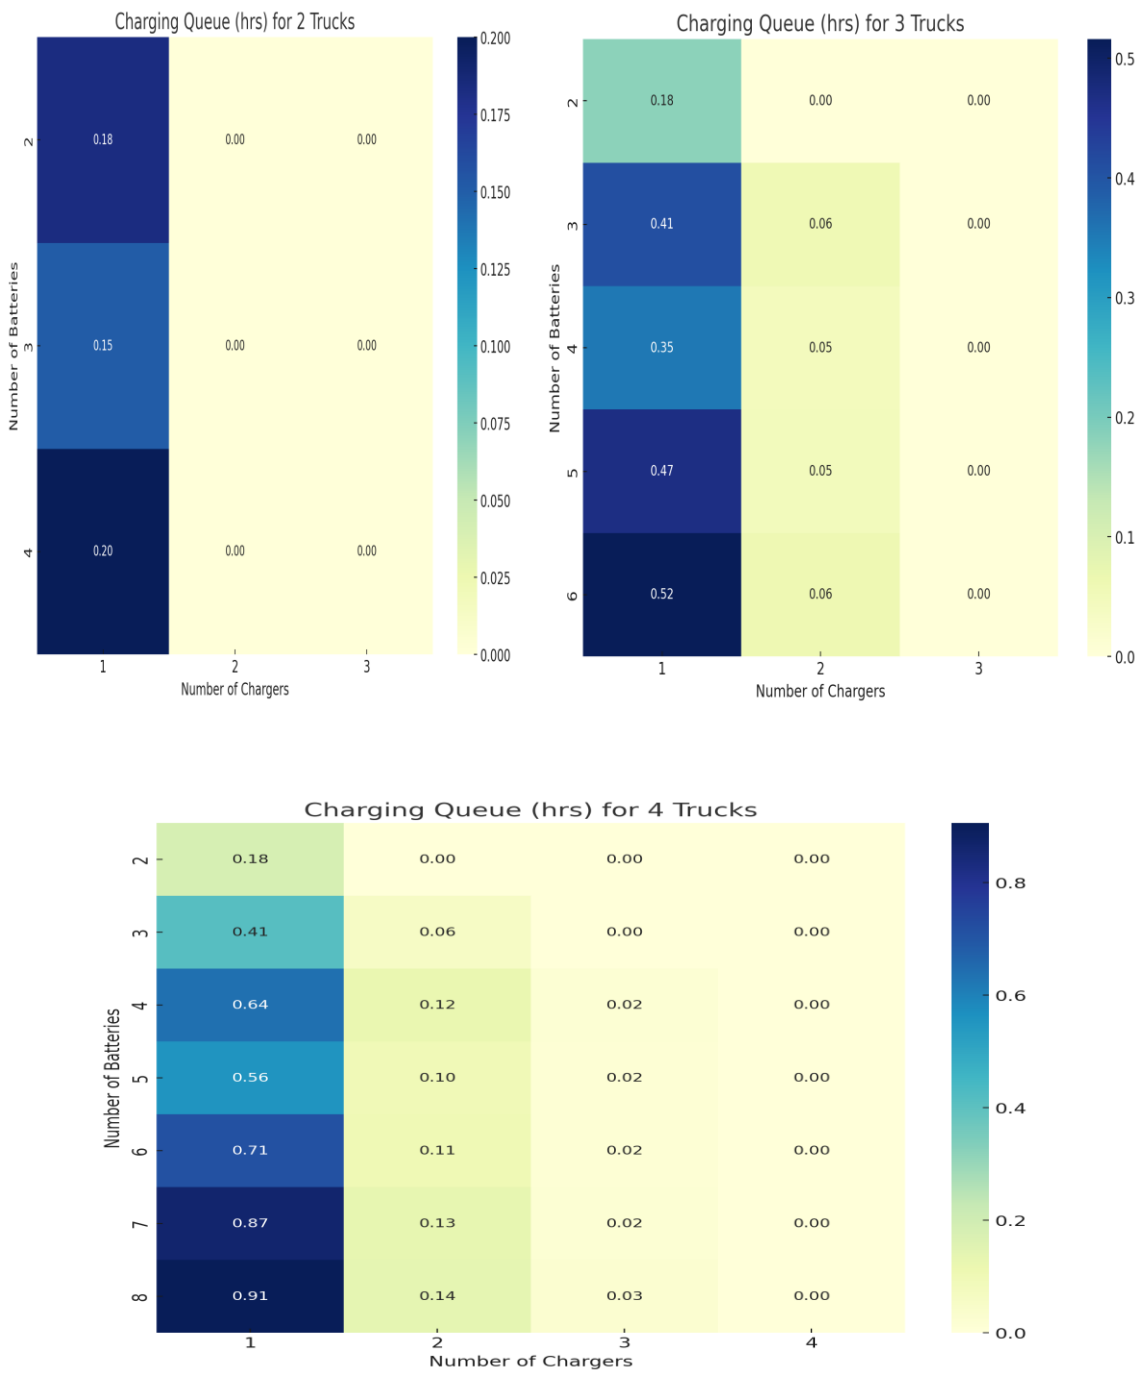 Charging Queue (hrs) for 2 Trucks
0.200
0.175
0.150
0.125
0.100
0.075
0.050
0.025
0.000
Number of Batteries
2 0.18 0.00 0.00
3 0.15 0.00 0.00
4 0.20 0.00 0.00
1 2 3
Number of Chargers
Charging Queue (hrs) for 3 Trucks
0.5
0.4
0.3
0.2
0.1
0.0
Number of Batteries
2 0.18 0.00 0.00
3 0.41 0.06 0.00
4 0.35 0.05 0.00
5 0.47 0.05 0.00
6 0.52 0.06 0.00
1 2 3
Number of Chargers
Charging Queue (hrs) for 4 Trucks
Number of Batteries
2 0.18 0.00 0.00 0.00
3 0.41 0.06 0.00 0.00
4 0.64 0.12 0.02 0.00
5 0.56 0.10 0.02 0.00
6 0.71 0.11 0.02 0.00
7 0.87 0.13 0.02 0.00
8 0.91 0.14 0.03 0.00
1 2 3 4
Number of Chargers
0.8
0.6
0.4
0.2
0.0